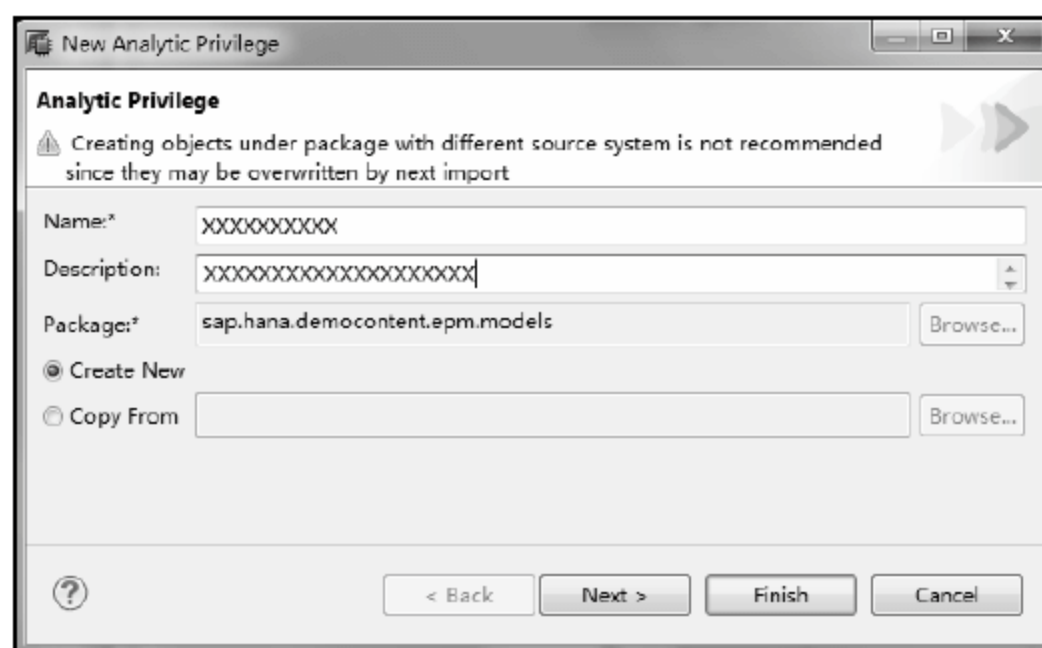 New Analytic Privilege
Analytic Privilege
Creating objects under package with different source system is not recommended
since they may be overwritten by next import
Name:* XXXXXXXXXX
Description: XXXXXXXXXXXXXXXXXXXX
Package:* sap.hana.democontent.epm.models Browse...
Create New
Copy From Browse...
? < Back Next > Finish Cancel